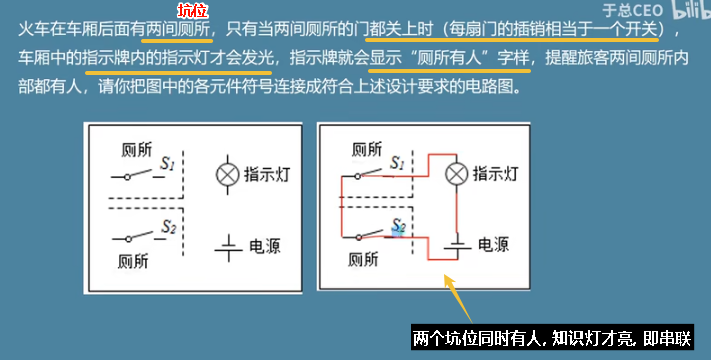 于总CEO bilib
坑位
火车在车厢后面有两间厕所，只有当两间厕所的门都关上时（每扇门的插销相当于一个开关），
车厢中的指示牌内的指示灯才会发光，指示牌就会显示“厕所有人”字样，提醒旅客两间厕所内
部都有人，请你把图中的各元件符号连接成符合上述设计要求的电路图。
厕所
S1
指示灯
S2
电源
厕所
厕所
S1
指示灯
S2
电源
厕所
两个坑位同时有人, 知识灯才亮, 即串联